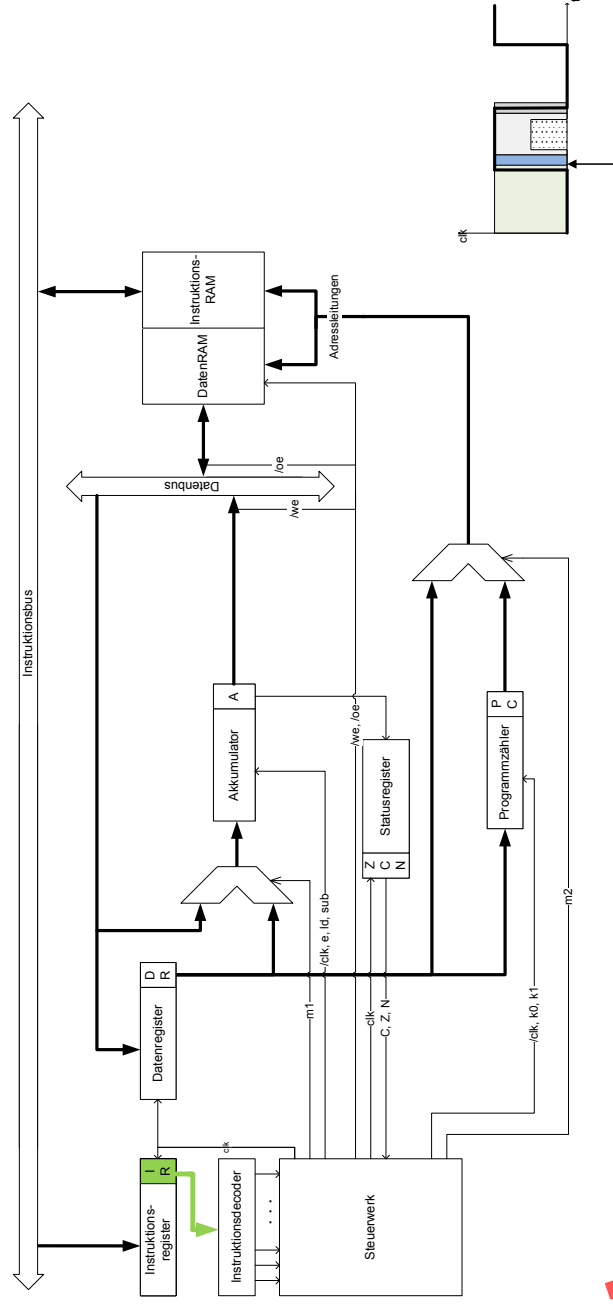 Instruktionsbus
Instruktions-
register
I
R
Datenregister
D
R
Instruktionsdecoder
. . .
Steuerwerk
clk
m1
/clk, e, ld, sub
/we, /oe
clk
C, Z, N
/clk, k0, k1
m2
Akkumulator
A
Statusregister
Z
C
N
Programmzähler
P
C
Datenbus
/we
/oe
DatenRAM
Instruktions-
RAM
Adressleitungen
clk